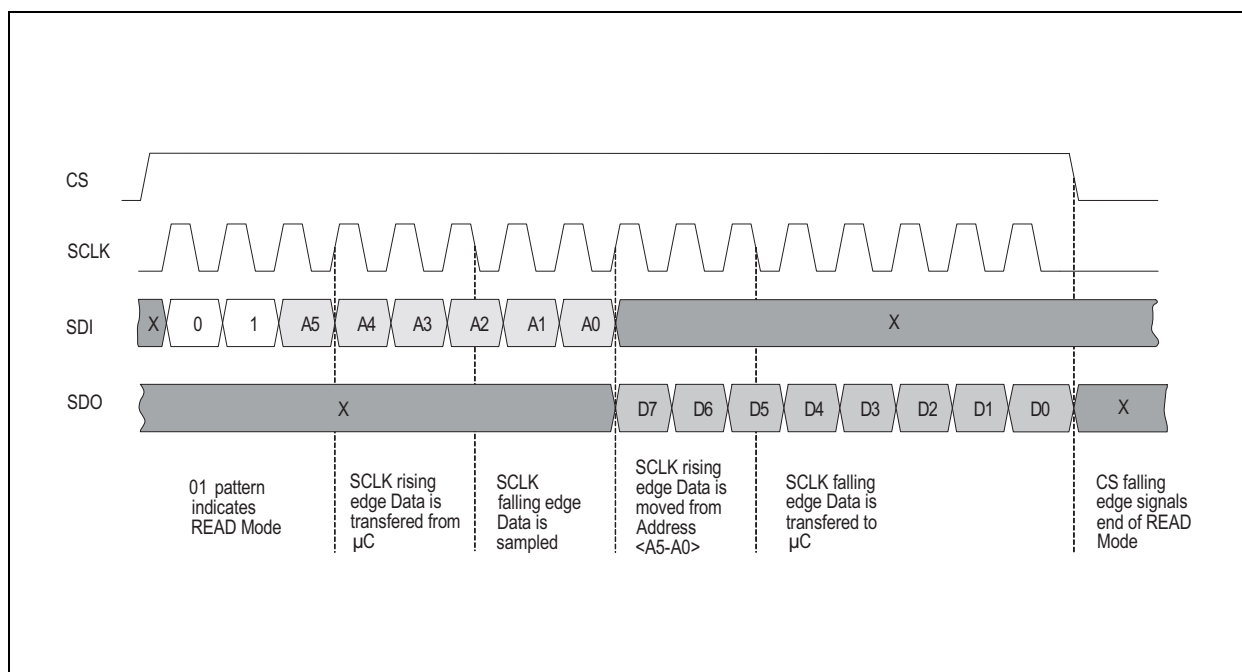 CS
SCLK
SDI
X 0 1 A5 A4 A3 A2 A1 A0 X
SDO
X D7 D6 D5 D4 D3 D2 D1 D0 X
01 pattern
indicates
READ Mode
SCLK rising
edge Data is
transfered from
µC
SCLK
falling edge
Data is
sampled
SCLK rising
edge Data is
moved from
Address
<A5-A0>
SCLK falling
edge Data is
transfered to
µC
CS falling
edge signals
end of READ
Mode